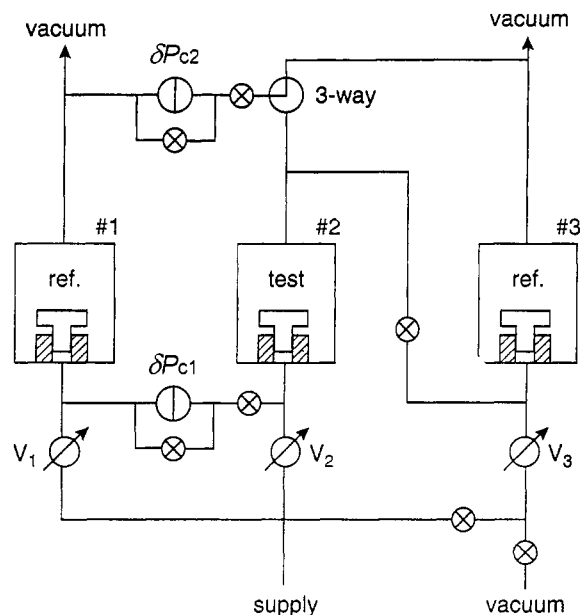 vacuum
vacuum
δPc2
3-way
#1
#2
#3
ref.
test
ref.
δPc1
V1
V2
V3
supply
vacuum